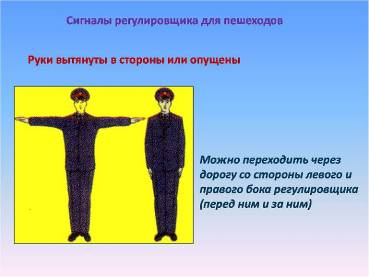 Сигналы регулировщика для пешеходов
Руки вытянуты в стороны или опущены
Можно переходить через
дорогу со стороны левого и
правого бока регулировщика
(перед ним и за ним)